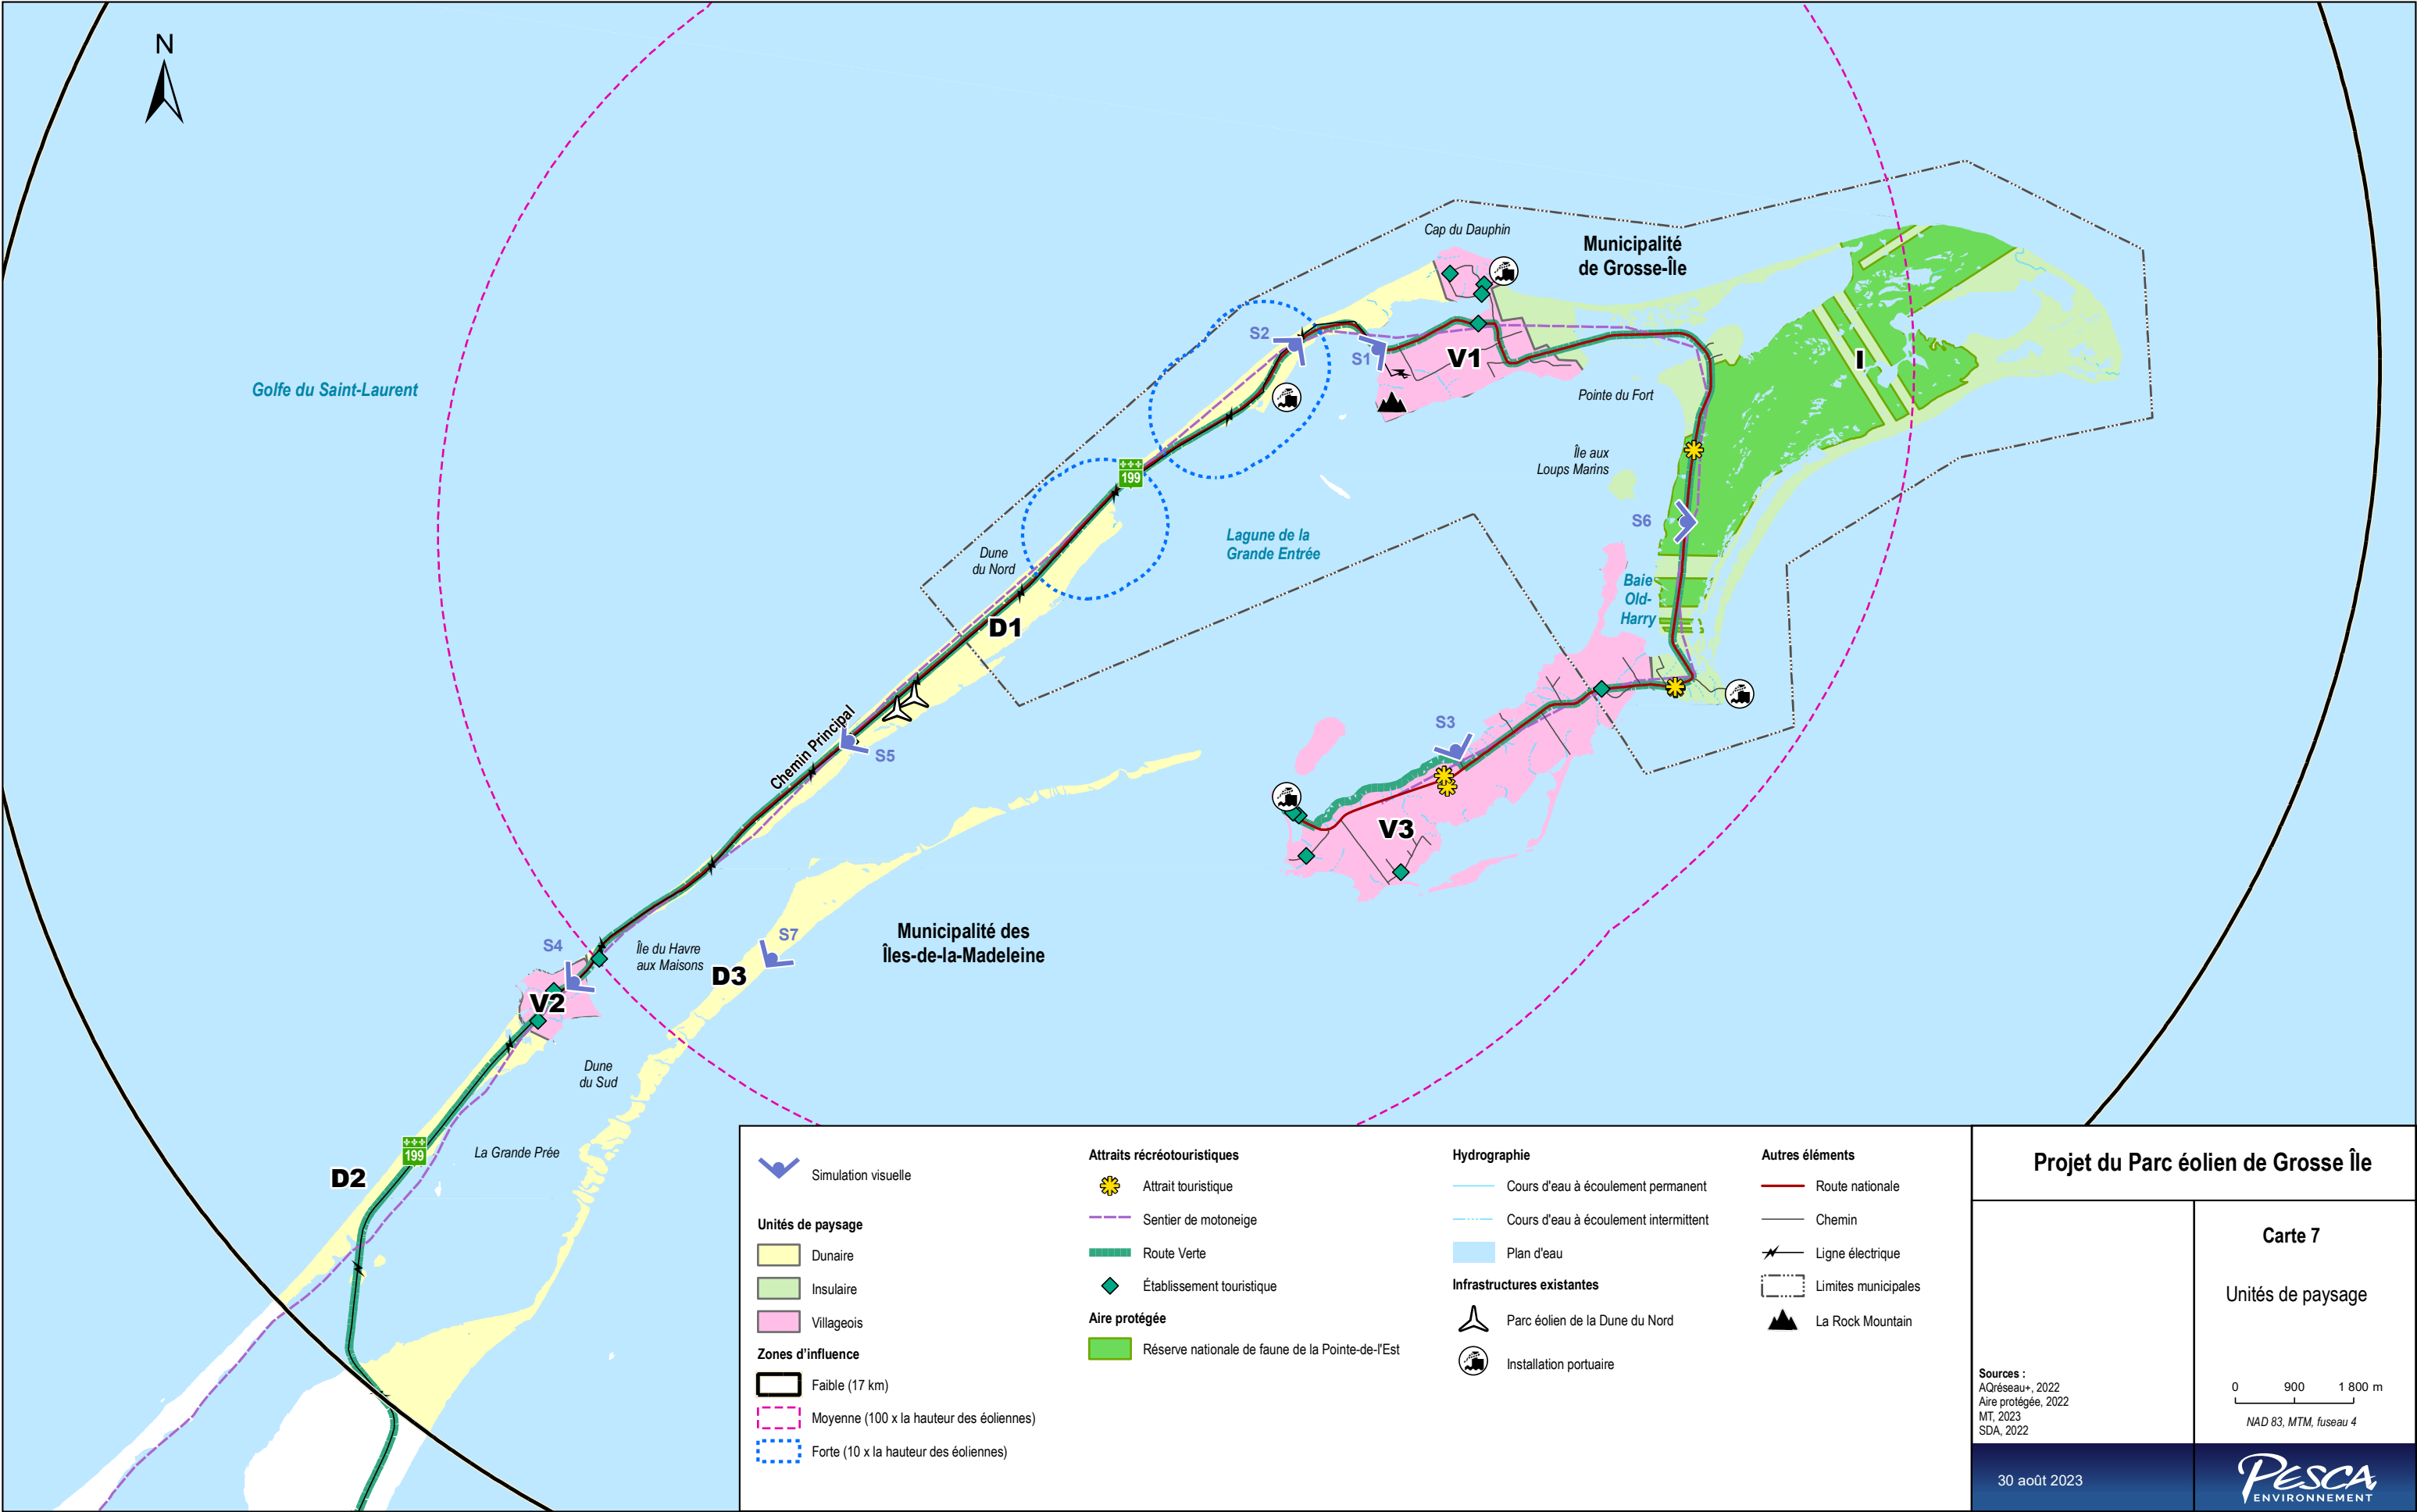 N
Cap du Dauphin
Municipalité
de Grosse-Île
S2
S1
V1
I
Golfe du Saint-Laurent
Pointe du Fort
Île aux
Loups Marins
199
S6
Lagune de la
Grande Entrée
Dune
du Nord
Baie
Old-
Harry
D1
Chemin Principal
S5
S3
V3
Municipalité des
Îles-de-la-Madeleine
S7
S4
Île du Havre
aux Maisons
D3
V2
Dune
du Sud
199
La Grande Prée
D2
Simulation visuelle
Unités de paysage
Dunaire
Insulaire
Villageois
Zones d'influence
Faible (17 km)
Moyenne (100 x la hauteur des éoliennes)
Forte (10 x la hauteur des éoliennes)
Attraits récréotouristiques
Attrait touristique
Sentier de motoneige
Route Verte
Établissement touristique
Aire protégée
Réserve nationale de faune de la Pointe-de-l'Est
Hydrographie
Cours d'eau à écoulement permanent
Cours d'eau à écoulement intermittent
Plan d'eau
Infrastructures existantes
Parc éolien de la Dune du Nord
Installation portuaire
Autres éléments
Route nationale
Chemin
Ligne électrique
Limites municipales
La Rock Mountain
Projet du Parc éolien de Grosse Île
Carte 7
Unités de paysage
Sources :
AQréseau+, 2022
Aire protégée, 2022
MT, 2023
SDA, 2022
0 900 1 800 m
NAD 83, MTM, fuseau 4
30 août 2023
PESCA
ENVIRONNEMENT